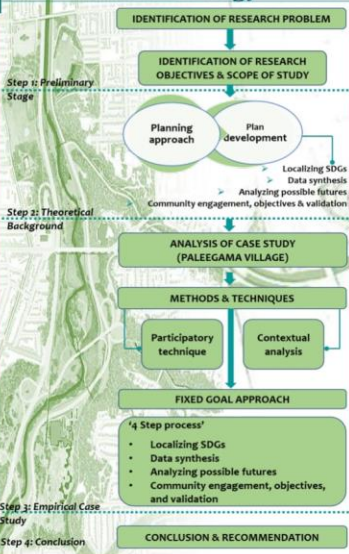 IDENTIFICATION OF RESEARCH PROBLEM
IDENTIFICATION OF RESEARCH
OBJECTIVES & SCOPE OF STUDY
Step 1: Preliminary
Stage
Planning
approach
Plan
development
Localizing SDGs
Data synthesis
Analyzing possible futures
Community engagement, objectives & validation
Step 2: Theoretical
Background
ANALYSIS OF CASE STUDY
(PALEEGAMA VILLAGE)
METHODS & TECHNIQUES
Participatory
technique
Contextual
analysis
FIXED GOAL APPROACH
‘4 Step process’
• Localizing SDGs
• Data synthesis
• Analyzing possible futures
• Community engagement, objectives,
and validation
Step 3: Empirical Case
Study
Step 4: Conclusion
CONCLUSION & RECOMMENDATION